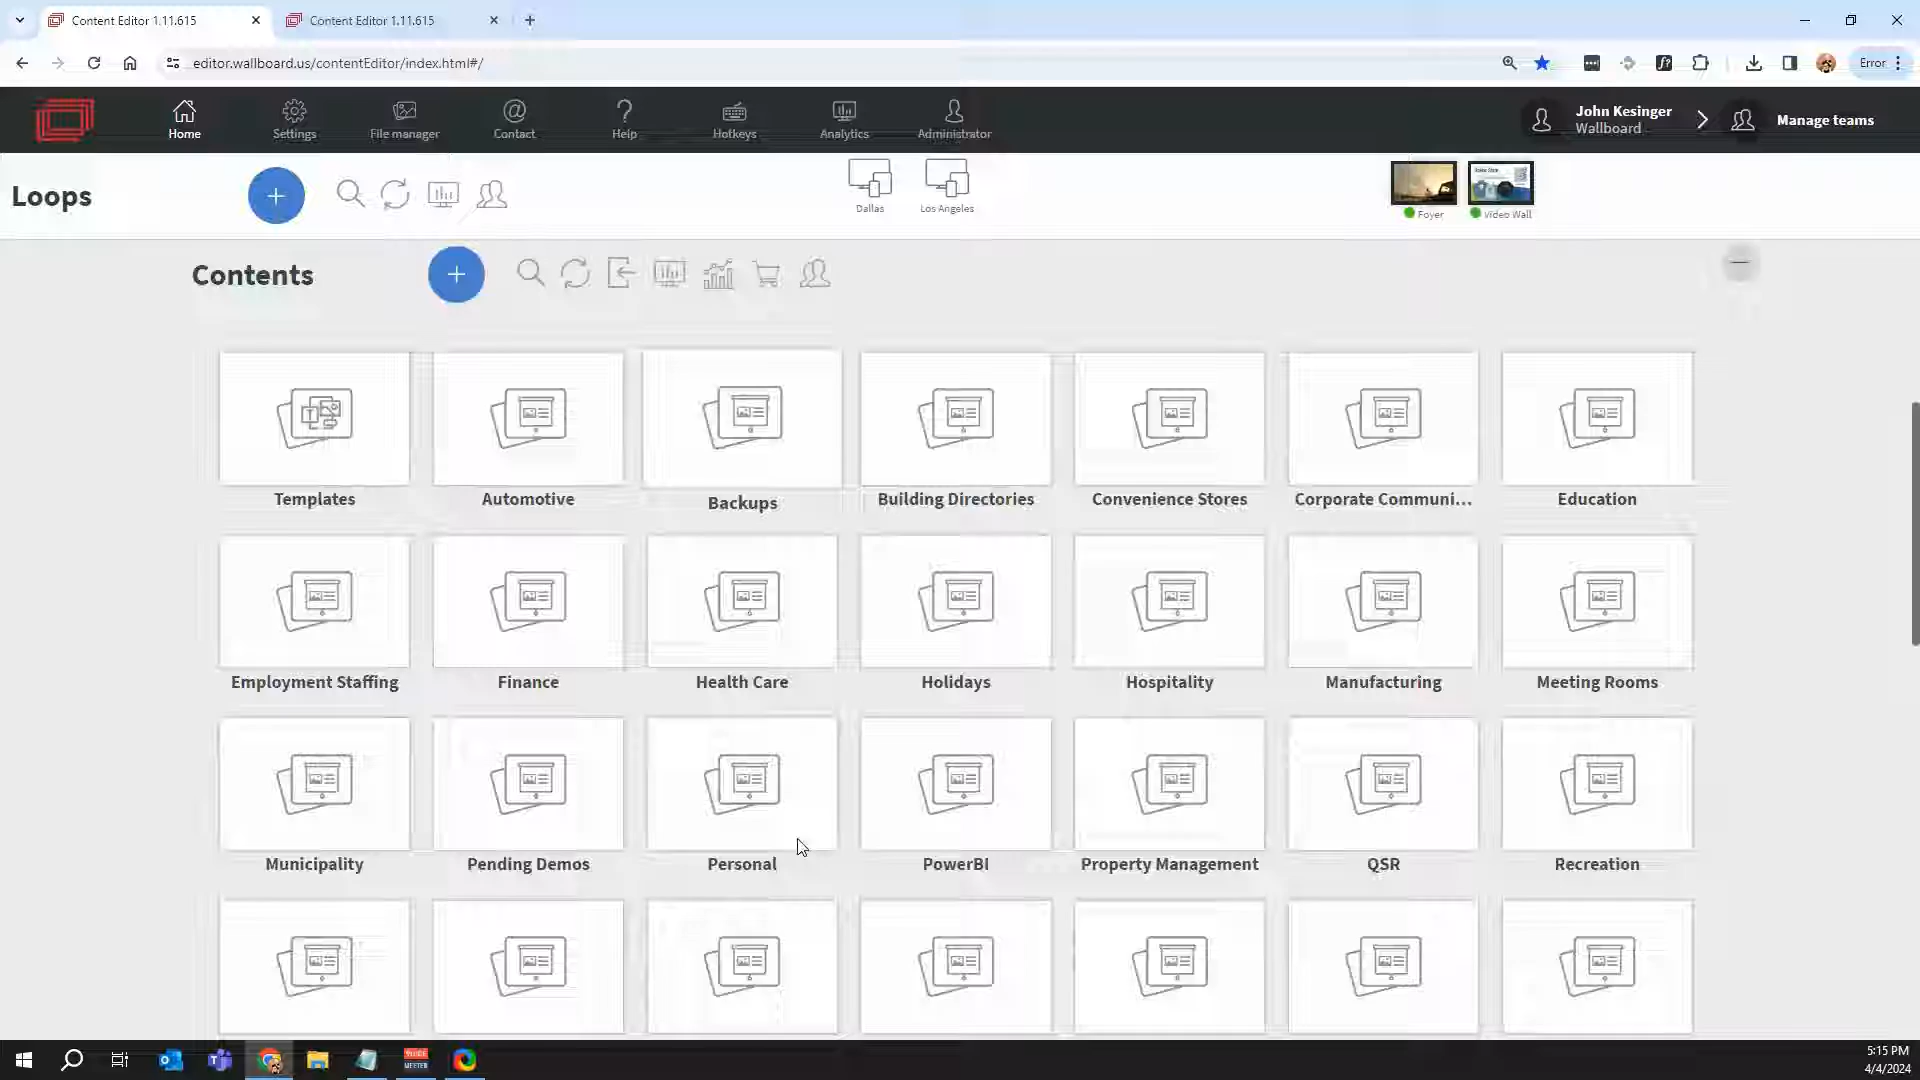 Content Editor 1.11.615
Content Editor 1.11.615
editor.wallboard.us/contentEditor/index.html#/
Error
Home
Settings
File manager
Contact
Help
Hotkeys
Analytics
Administrator
John Kesinger
Wallboard
Manage teams
Loops
Dallas
Los Angeles
Foyer
Video Wall
Contents
Templates
Automotive
Backups
Building Directories
Convenience Stores
Corporate Communi...
Education
Employment Staffing
Finance
Health Care
Holidays
Hospitality
Manufacturing
Meeting Rooms
Municipality
Pending Demos
Personal
PowerBI
Property Management
QSR
Recreation
5:15 PM
4/4/2024